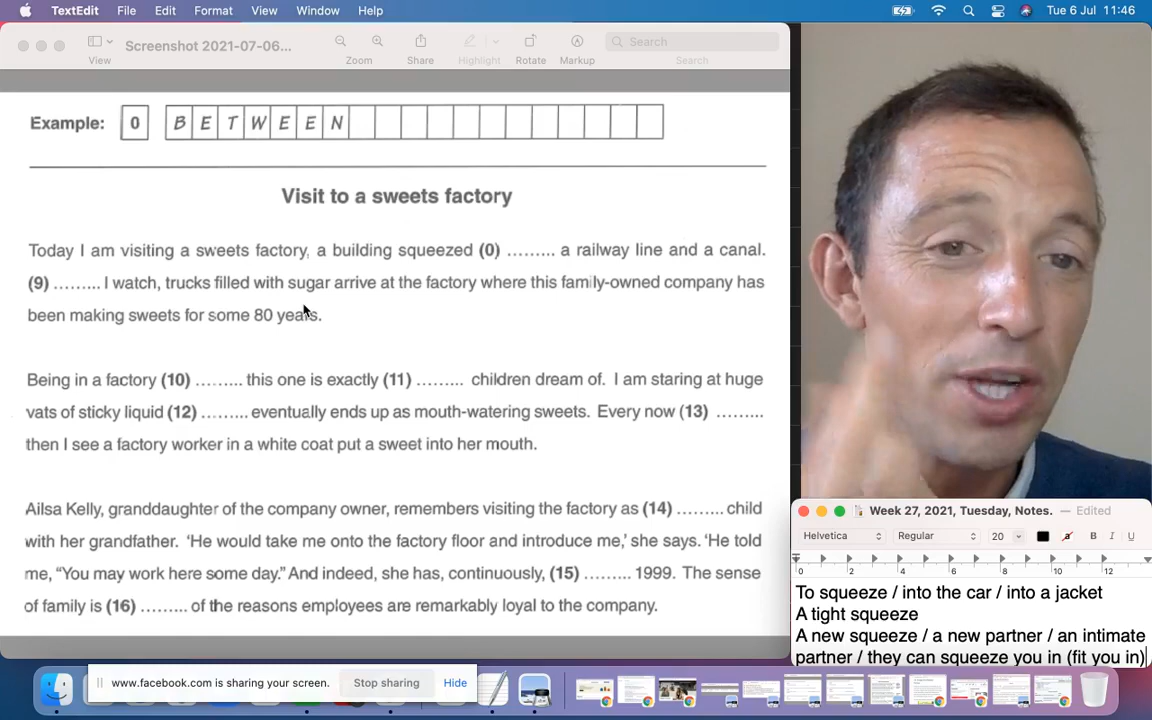 TextEdit File Edit Format View Window Help Tue 6 Jul 11:46
Screenshot 2021-07-06... Search
View Zoom Share Highlight Rotate Markup Search
Example: 0 BETWEEN
Visit to a sweets factory
Today I am visiting a sweets factory, a building squeezed (0) ......... a railway line and a canal.
(9) ......... I watch, trucks filled with sugar arrive at the factory where this family-owned company has
been making sweets for some 80 years.
Being in a factory (10) ......... this one is exactly (11) ......... children dream of. I am staring at huge
vats of sticky liquid (12) ......... eventually ends up as mouth-watering sweets. Every now (13) .........
then I see a factory worker in a white coat put a sweet into her mouth.
Ailsa Kelly, granddaughter of the company owner, remembers visiting the factory as (14) ......... child
with her grandfather. ‘He would take me onto the factory floor and introduce me,’ she says. ‘He told
me, “You may work here some day.” And indeed, she has, continuously, (15) ......... 1999. The sense
of family is (16) ......... of the reasons employees are remarkably loyal to the company.
Week 27, 2021, Tuesday, Notes. — Edited
Helvetica Regular 20 a B I U
0 2 4 6 8 10 12
To squeeze / into the car / into a jacket
A tight squeeze
A new squeeze / a new partner / an intimate
partner / they can squeeze you in (fit you in)
www.facebook.com is sharing your screen. Stop sharing Hide